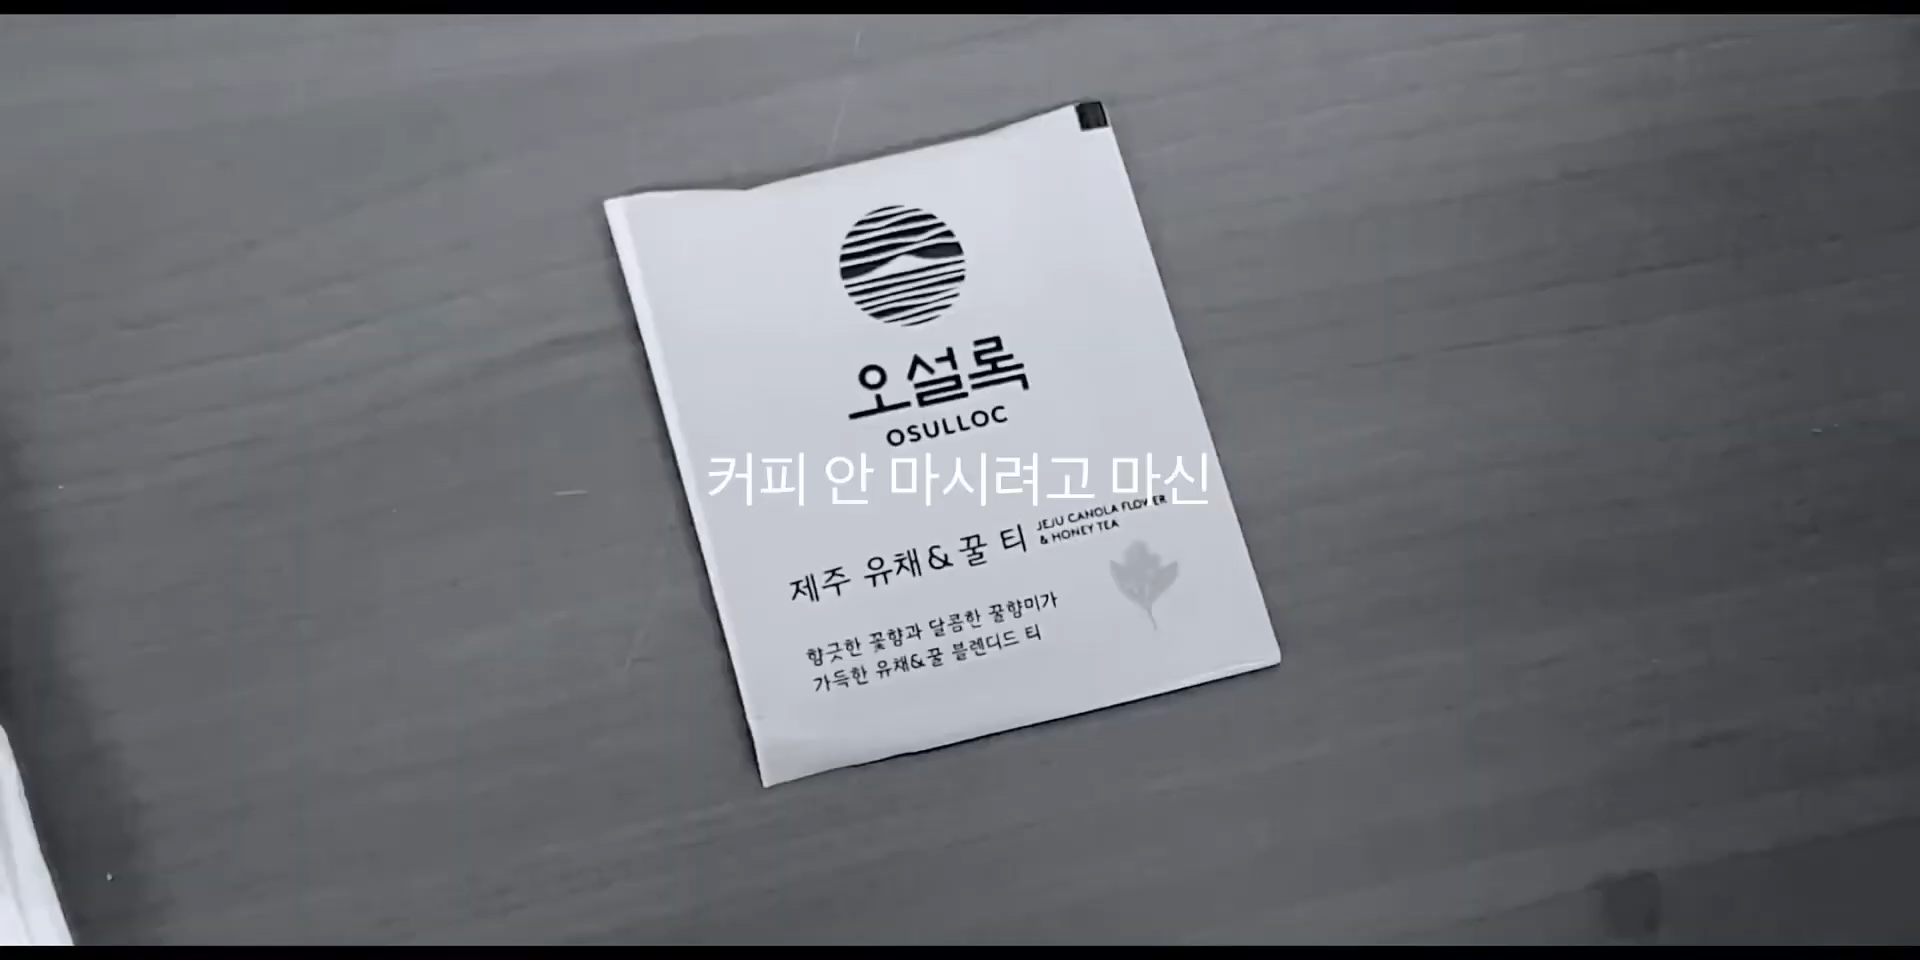 오설록
OSULLOC
커피 안 마시려고 마신
제주 유채&꿀 티
JEJU CANOLA FLOWER
& HONEY TEA
향긋한 꽃향과 달콤한 꿀향미가
가득한 유채&꿀 블렌디드 티